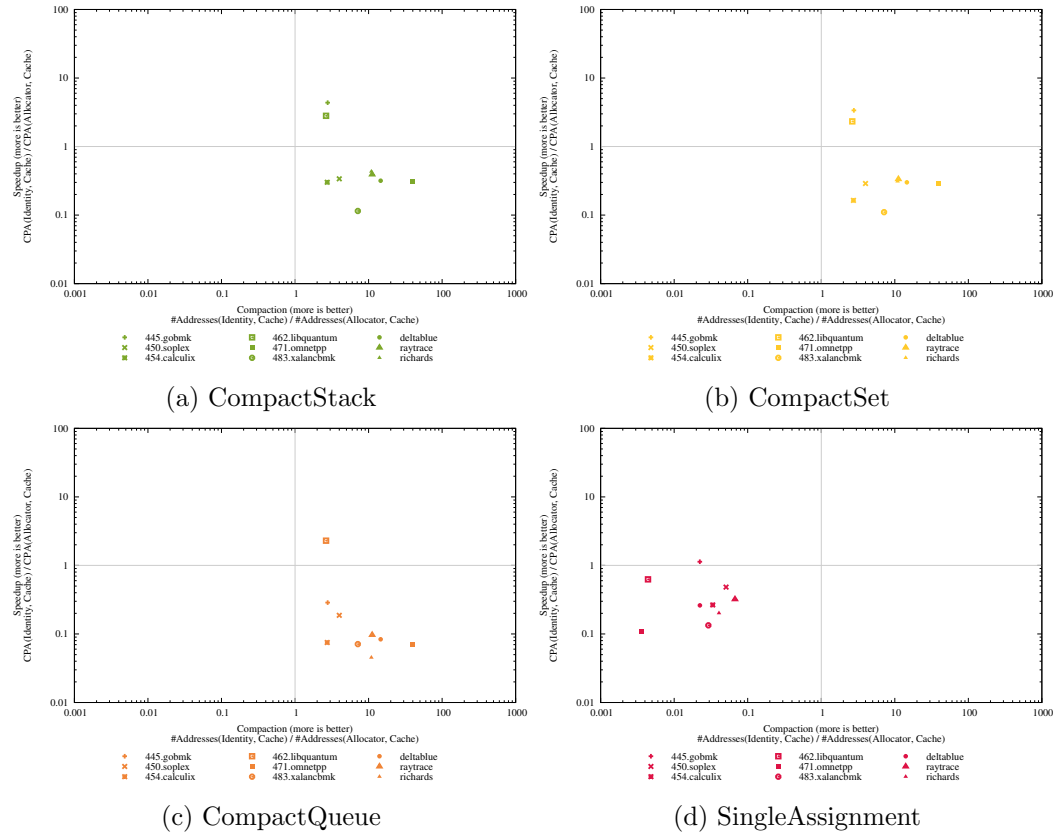 100
10
1
0.1
0.01
Speedup (more is better)
CPA(Identity, Cache) / CPA(Allocator, Cache)
0.001 0.01 0.1 1 10 100 1000
Compaction (more is better)
#Addresses(Identity, Cache) / #Addresses(Allocator, Cache)
445.gobmk 462.libquantum deltablue
450.soplex 471.omnetpp raytrace
454.calculix 483.xalancbmk richards
(a) CompactStack
100
10
1
0.1
0.01
Speedup (more is better)
CPA(Identity, Cache) / CPA(Allocator, Cache)
0.001 0.01 0.1 1 10 100 1000
Compaction (more is better)
#Addresses(Identity, Cache) / #Addresses(Allocator, Cache)
445.gobmk 462.libquantum deltablue
450.soplex 471.omnetpp raytrace
454.calculix 483.xalancbmk richards
(b) CompactSet
100
10
1
0.1
0.01
Speedup (more is better)
CPA(Identity, Cache) / CPA(Allocator, Cache)
0.001 0.01 0.1 1 10 100 1000
Compaction (more is better)
#Addresses(Identity, Cache) / #Addresses(Allocator, Cache)
445.gobmk 462.libquantum deltablue
450.soplex 471.omnetpp raytrace
454.calculix 483.xalancbmk richards
(c) CompactQueue
100
10
1
0.1
0.01
Speedup (more is better)
CPA(Identity, Cache) / CPA(Allocator, Cache)
0.001 0.01 0.1 1 10 100 1000
Compaction (more is better)
#Addresses(Identity, Cache) / #Addresses(Allocator, Cache)
445.gobmk 462.libquantum deltablue
450.soplex 471.omnetpp raytrace
454.calculix 483.xalancbmk richards
(d) SingleAssignment